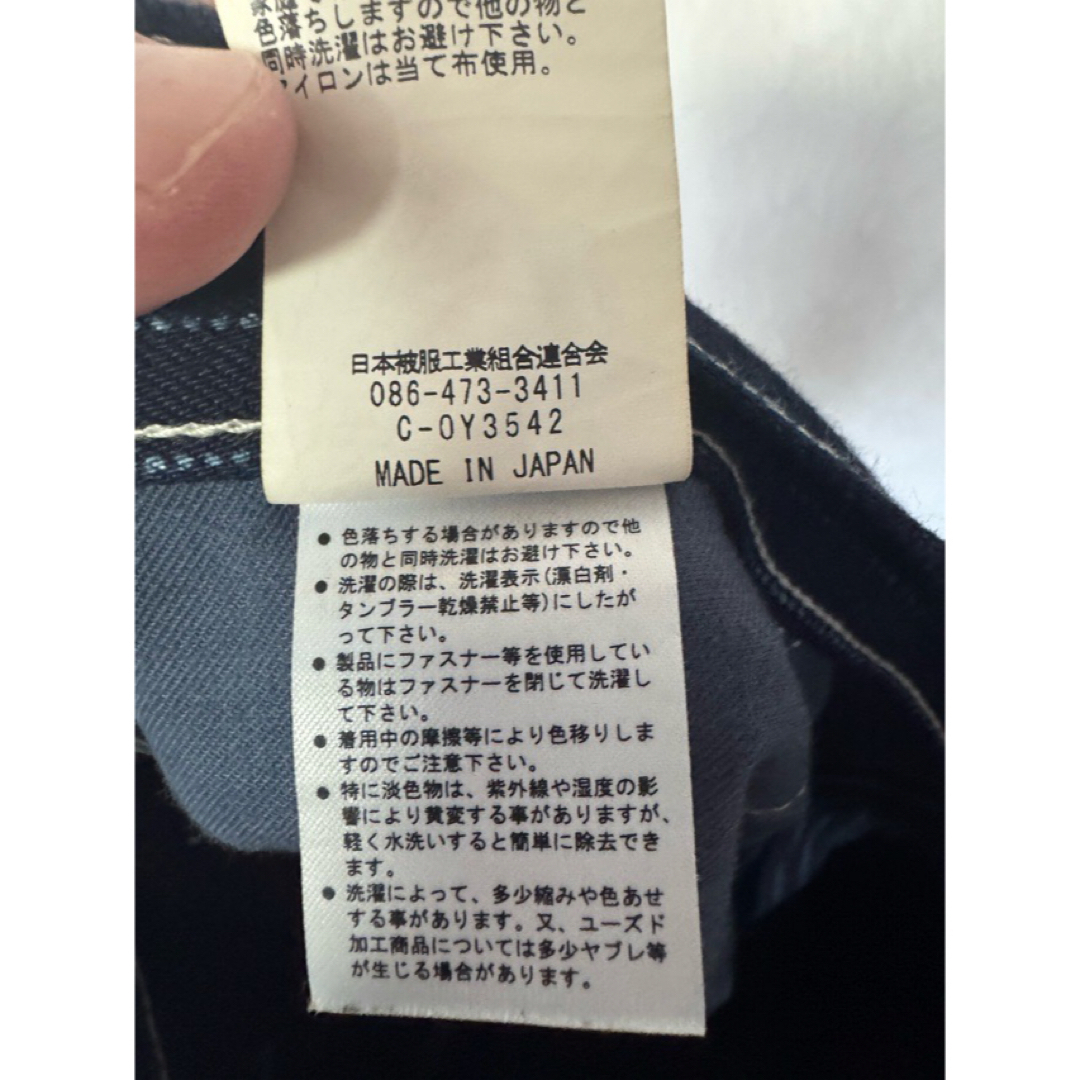 色落ちしますので他の物と
同時洗濯はお避け下さい。
アイロンは当て布使用。
日本被服工業組合連合会
086-473-3411
C-0Y3542
MADE IN JAPAN
● 色落ちする場合がありますので他
の物と同時洗濯はお避け下さい。
● 洗濯の際は、洗濯表示(漂白剤・
タンブラー乾燥禁止等)にしたが
って下さい。
● 製品にファスナー等を使用してい
る物はファスナーを閉じて洗濯し
て下さい。
● 着用中の摩擦等により色移りしま
すのでご注意下さい。
● 特に淡色物は、紫外線や湿度の影
響により黄変する事がありますが、
軽く水洗いすると簡単に除去でき
ます。
● 洗濯によって、多少縮みや色あせ
する事があります。又、ユーズド
加工商品については多少ヤブレ等
が生じる場合があります。